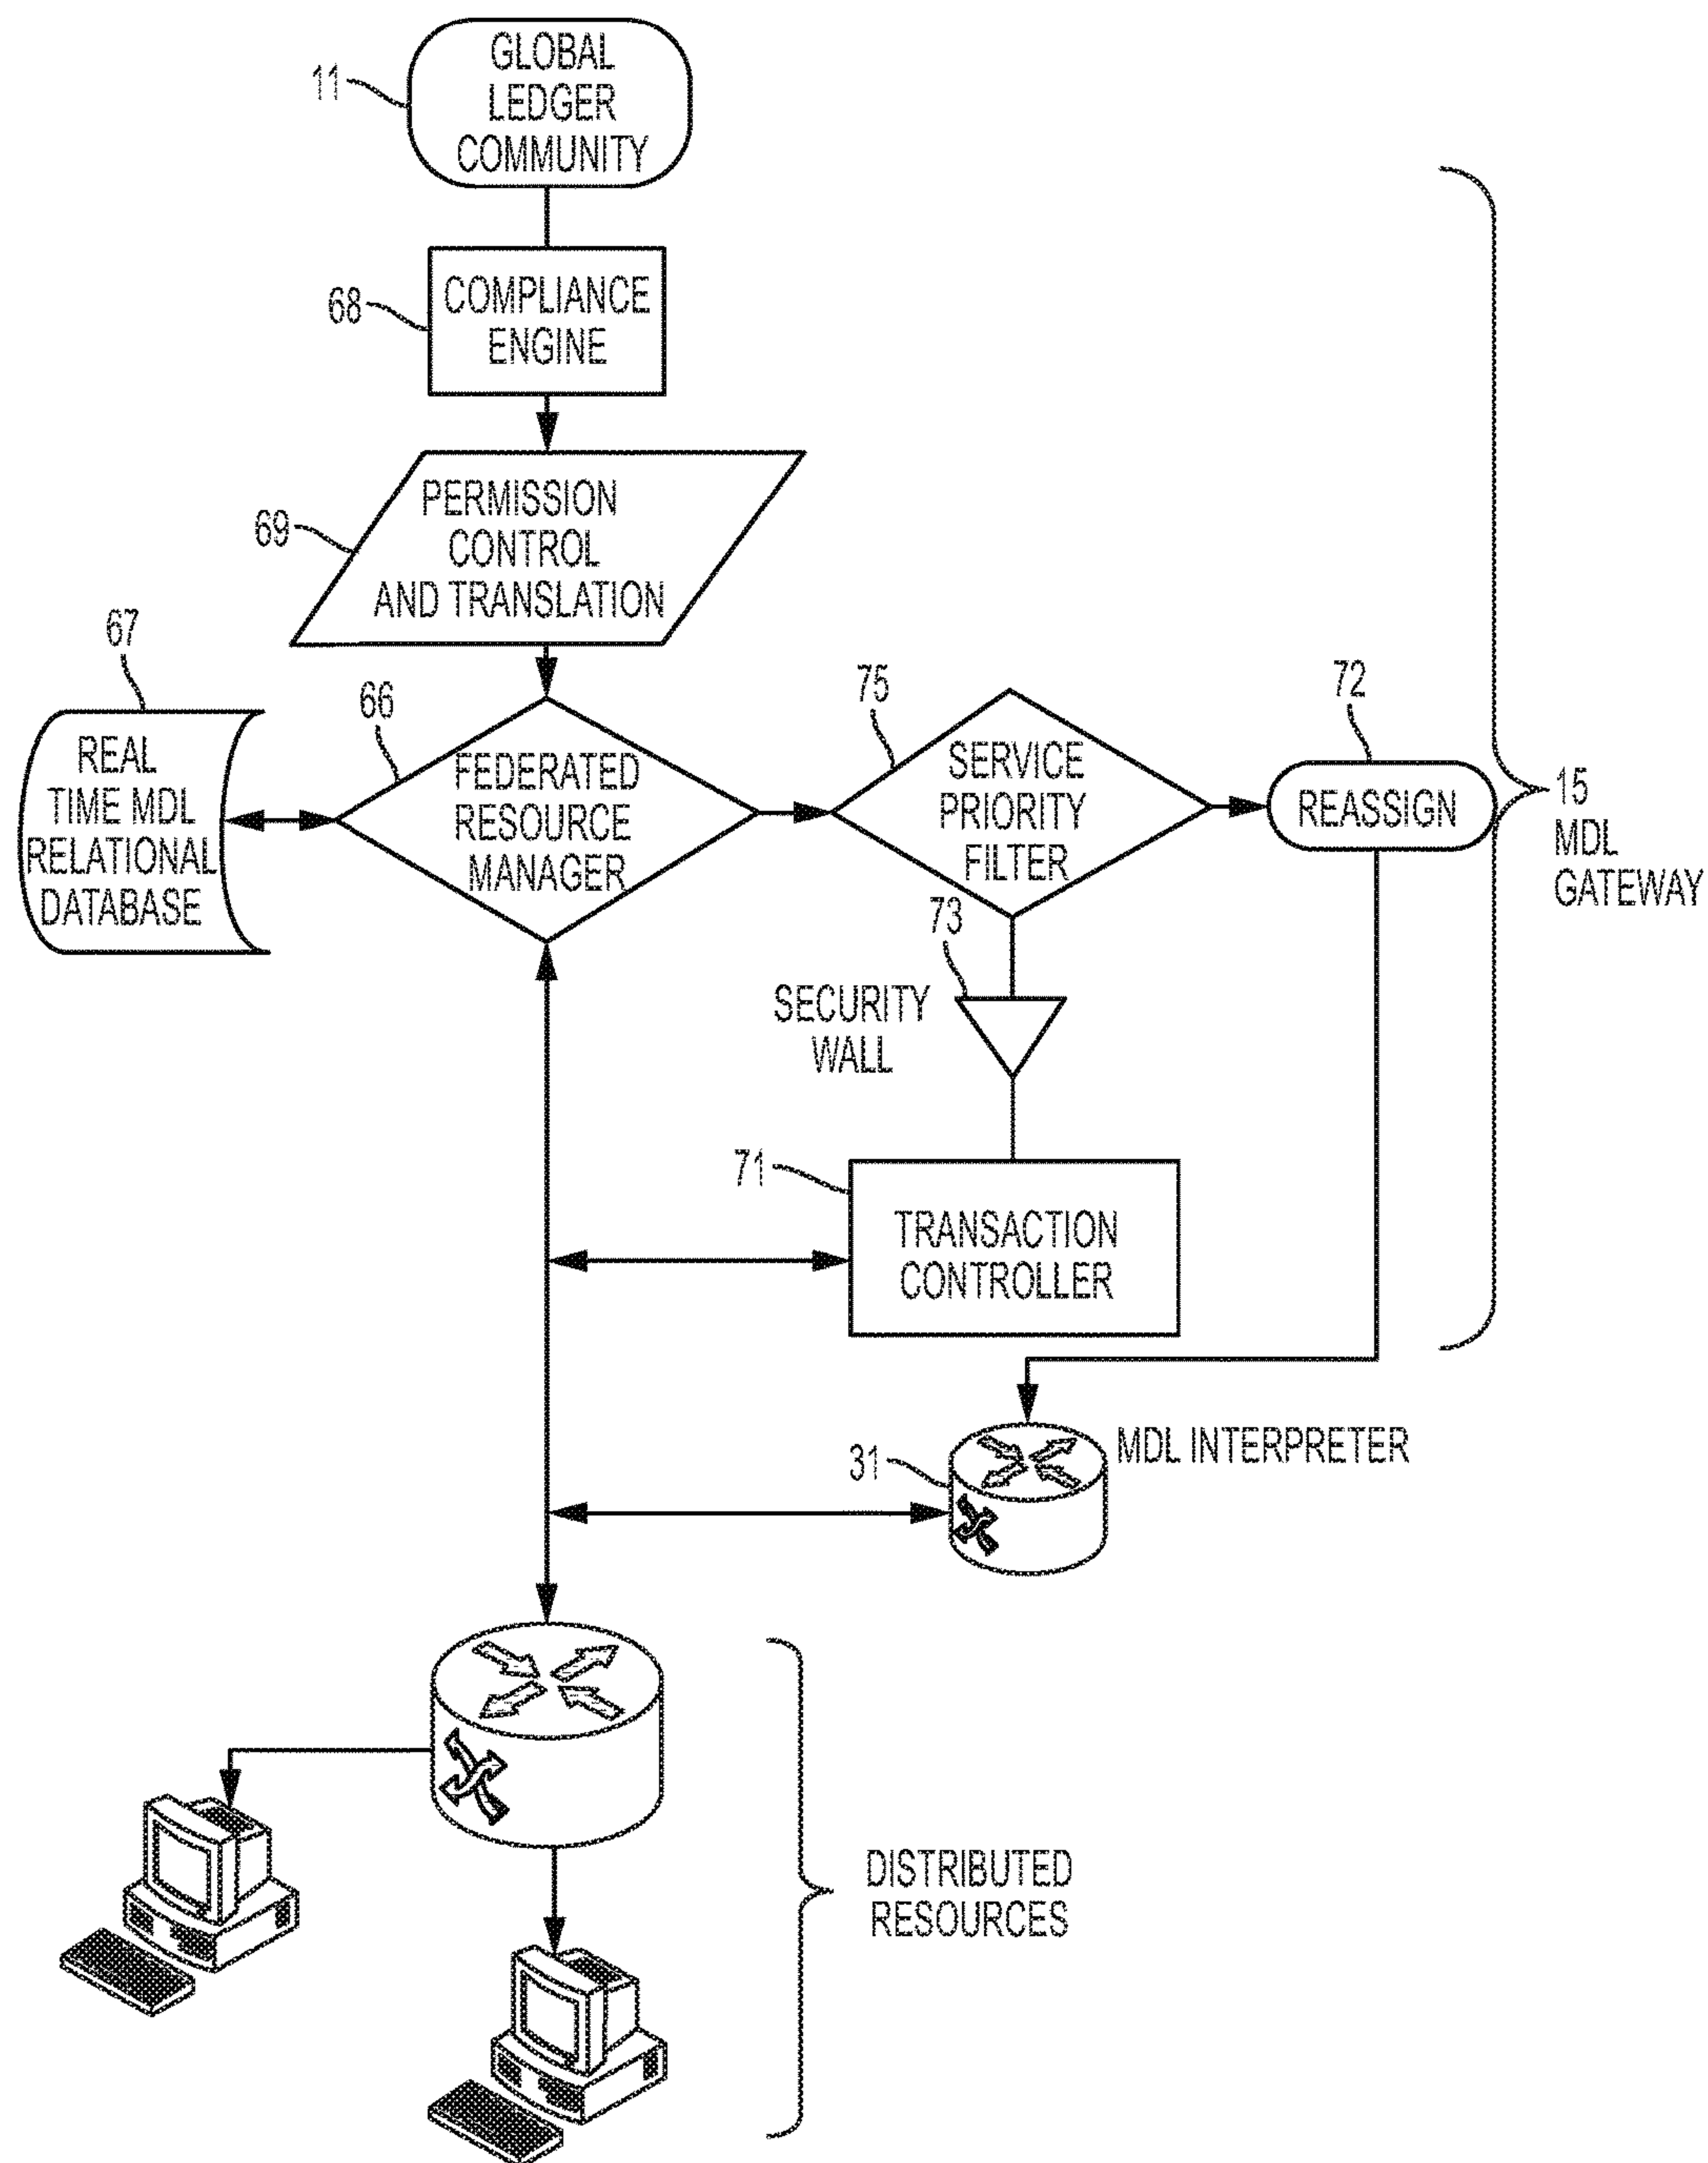 11
GLOBAL
LEDGER
COMMUNITY
68
COMPLIANCE
ENGINE
69
PERMISSION
CONTROL
AND TRANSLATION
67
REAL
TIME MDL
RELATIONAL
DATABASE
66
FEDERATED
RESOURCE
MANAGER
75
SERVICE
PRIORITY
FILTER
72
REASSIGN
15
MDL
GATEWAY
73
SECURITY
WALL
71
TRANSACTION
CONTROLLER
31
MDL INTERPRETER
DISTRIBUTED
RESOURCES